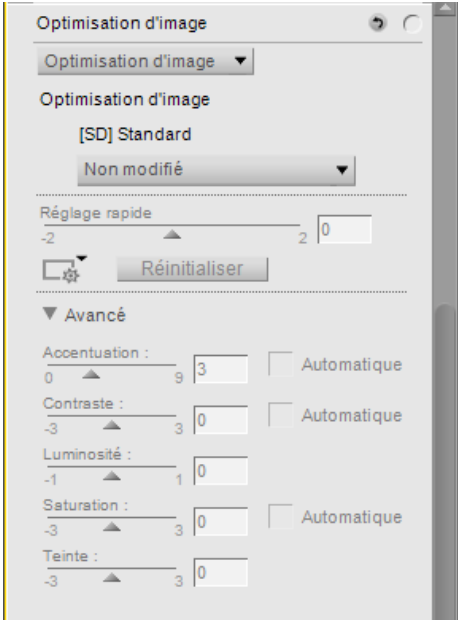 Optimisation d'image
Optimisation d'image
Optimisation d'image
[SD] Standard
Non modifié
Réglage rapide
-2 2 0
Réinitialiser
Avancé
Accentuation :
0 9 3 Automatique
Contraste :
-3 3 0 Automatique
Luminosité :
-1 1 0
Saturation :
-3 3 0 Automatique
Teinte :
-3 3 0